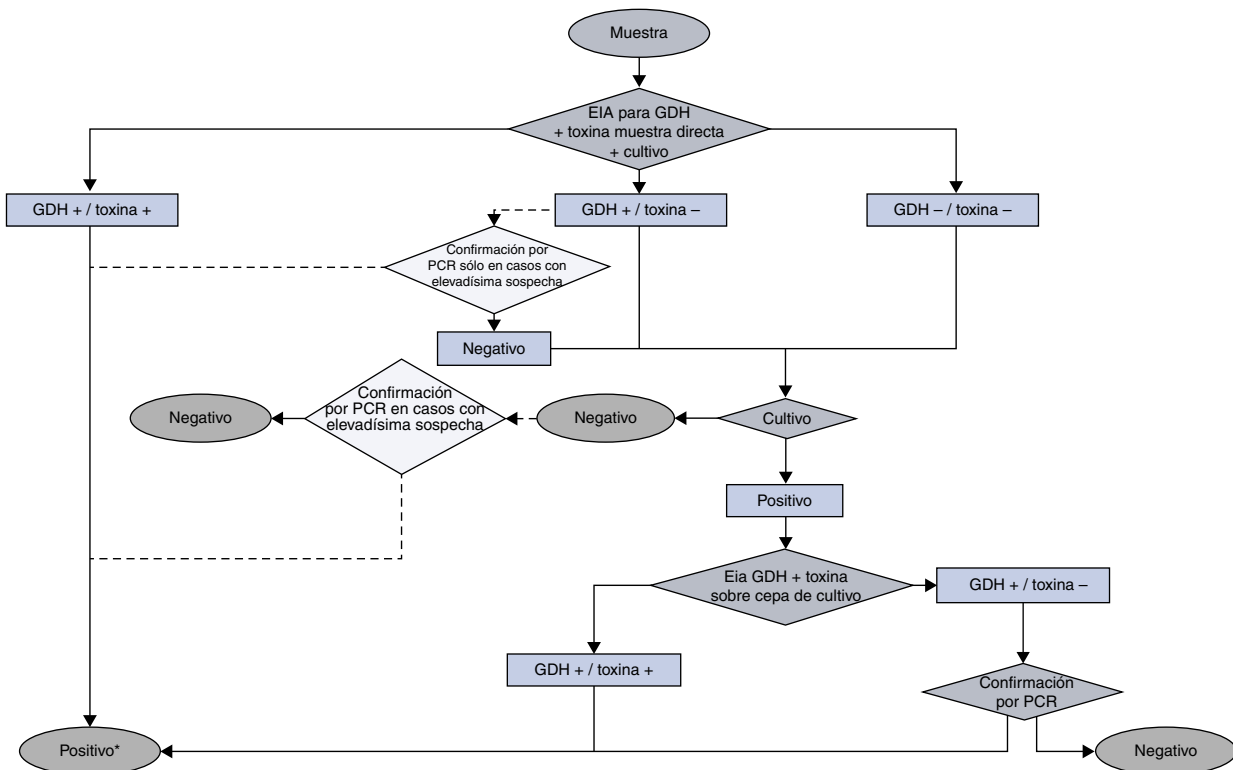 Muestra
EIA para GDH
+ toxina muestra directa
+ cultivo
GDH + / toxina +
GDH + / toxina –
GDH – / toxina –
Confirmación por
PCR sólo en casos con
elevadísima sospecha
Negativo
Confirmación
por PCR en casos con
elevadísima sospecha
Negativo
Negativo
Cultivo
Positivo
Eia GDH + toxina
sobre cepa de cultivo
GDH + / toxina –
GDH + / toxina +
Confirmación
por PCR
Positivo*
Negativo